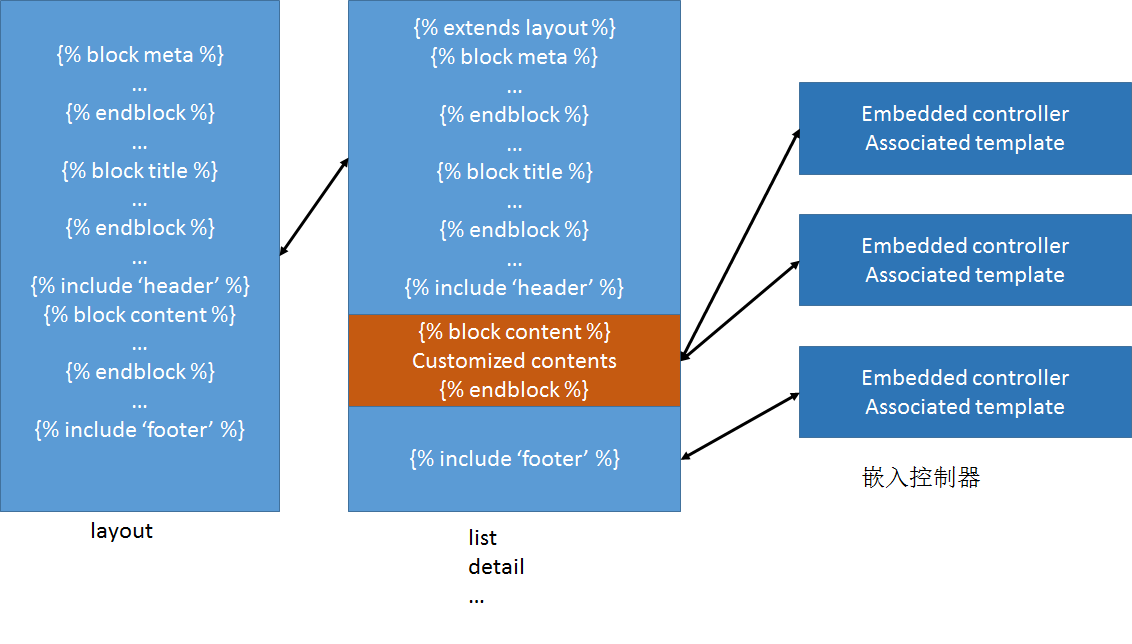 {% block meta %}
...
{% endblock %}
...
{% block title %}
...
{% endblock %}
...
{% include ‘header’ %}
{% block content %}
...
{% endblock %}
...
{% include ‘footer’ %}
layout
{% extends layout %}
{% block meta %}
...
{% endblock %}
...
{% block title %}
...
{% endblock %}
...
{% include ‘header’ %}
{% block content %}
Customized contents
{% endblock %}
{% include ‘footer’ %}
list
detail
...
Embedded controller
Associated template
Embedded controller
Associated template
Embedded controller
Associated template
嵌入控制器